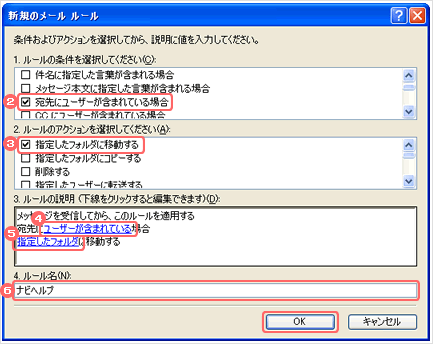 新規のメール ルール
条件およびアクションを選択してから、説明に値を入力してください。
1. ルールの条件を選択してください(C):
件名に指定した言葉が含まれる場合
メッセージ本文に指定した言葉が含まれる場合
2 宛先にユーザーが含まれている場合
CC にユーザーが含まれている場合
2. ルールのアクションを選択してください(A):
3 指定したフォルダに移動する
指定したフォルダにコピーする
削除する
指定したユーザーに転送する
3. ルールの説明 (下線をクリックすると編集できます)(D):
メッセージを受信してから、このルールを適用する
4
宛先にユーザーが含まれている場合
5
指定したフォルダに移動する
4. ルール名(N):
6 ナビヘルプ
OK キャンセル